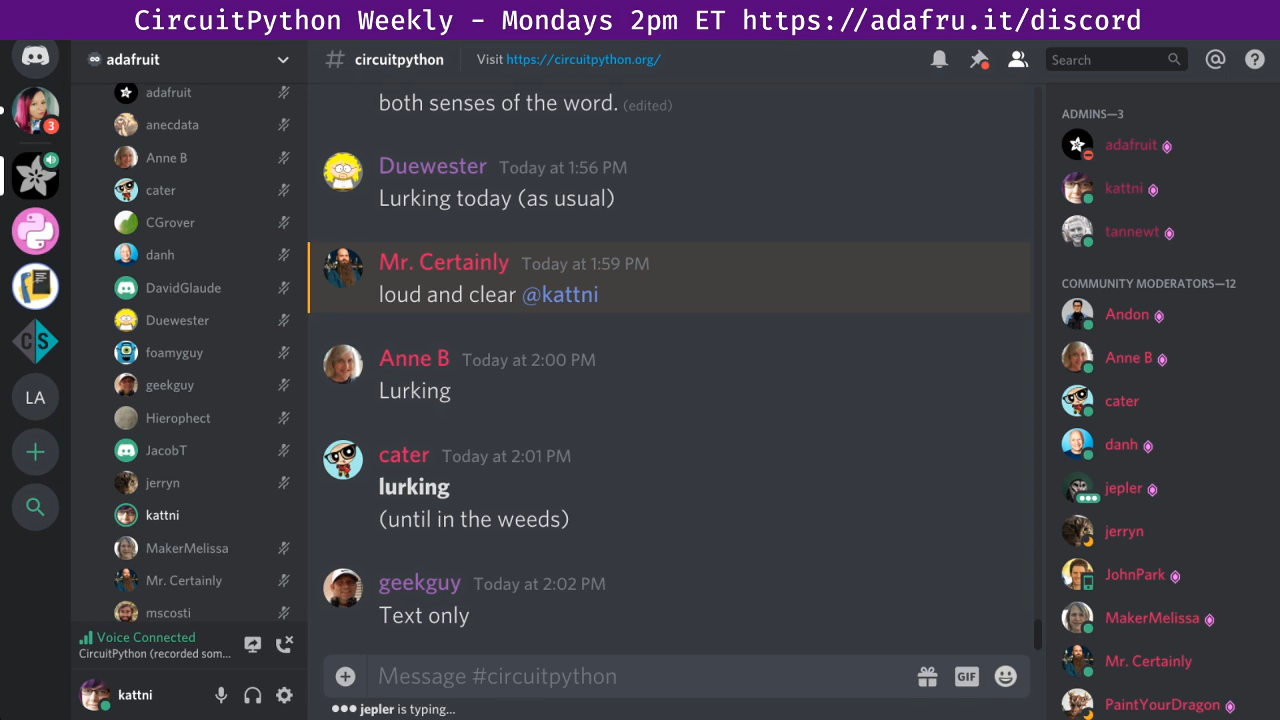 CircuitPython Weekly - Mondays 2pm ET https://adafru.it/discord
adafruit
# circuitpython
Visit https://circuitpython.org/
Search
3
LA
adafruit
anecdata
Anne B
cater
CGrover
danh
DavidGlaude
Duewester
foamyguy
geekguy
Hierophect
JacobT
jerryn
kattni
MakerMelissa
Mr. Certainly
mscosti
Voice Connected
CircuitPython (recorded som...
kattni
both senses of the word. (edited)
Duewester Today at 1:56 PM
Lurking today (as usual)
Mr. Certainly Today at 1:59 PM
loud and clear @kattni
Anne B Today at 2:00 PM
Lurking
cater Today at 2:01 PM
lurking
(until in the weeds)
geekguy Today at 2:02 PM
Text only
Message #circuitpython
GIF
jepler is typing...
ADMINS—3
adafruit
kattni
tannewt
COMMUNITY MODERATORS—12
Andon
Anne B
cater
danh
jepler
jerryn
JohnPark
MakerMelissa
Mr. Certainly
PaintYourDragon